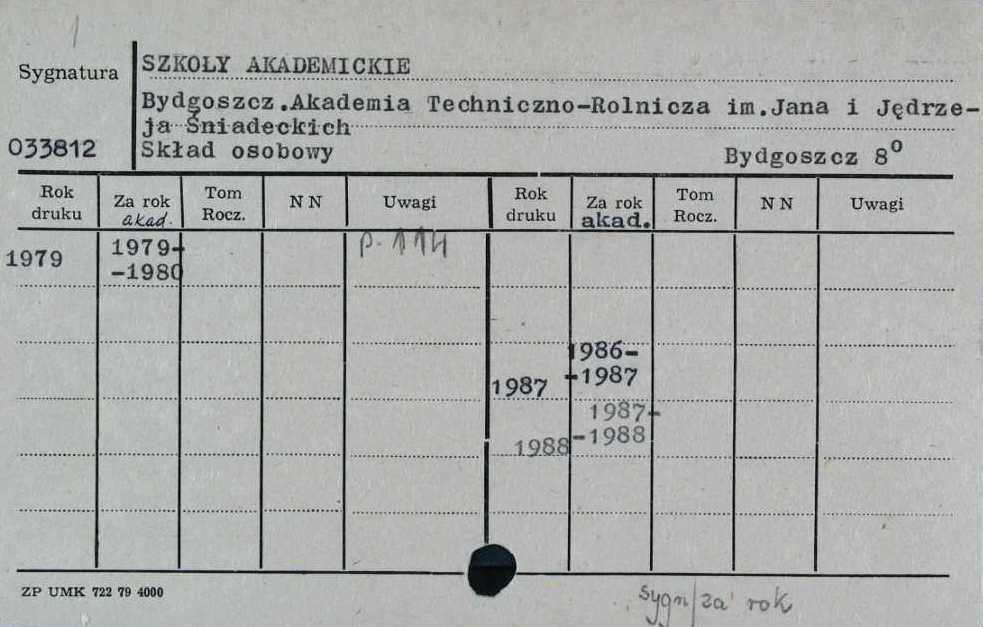 1
Sygnatura
SZKOŁY AKADEMICKIE
Bydgoszcz.Akademia Techniczno-Rolnicza im.Jana i Jędrze-
ja Śniadeckich
033812
Skład osobowy Bydgoszcz 8º
Rok druku Za rok akad. Tom Rocz. N N Uwagi Rok druku Za rok akad. Tom Rocz. N N Uwagi
1979 1979- p. 114
-1980
1986-
1987 -1987
1987-
1988 -1988
ZP UMK 722 79 4000
sygn/za rok